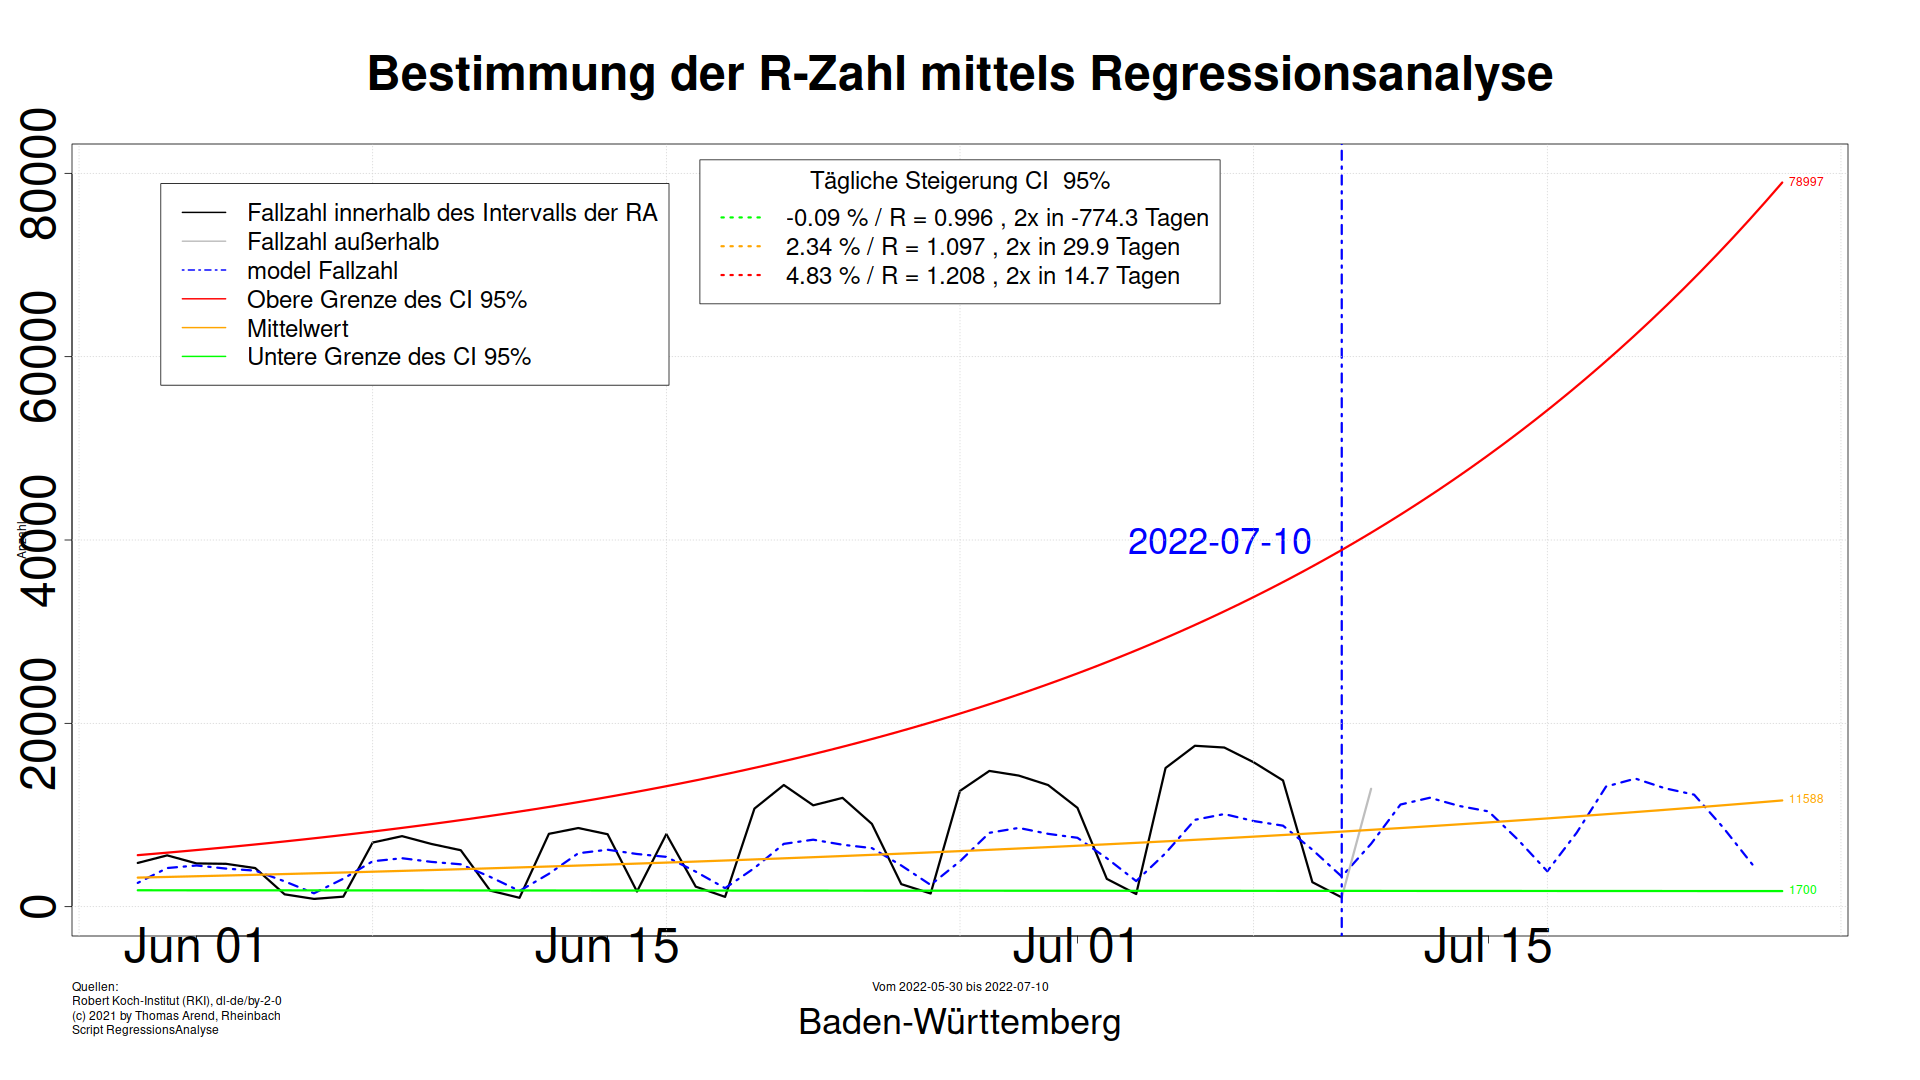 Bestimmung der R-Zahl mittels Regressionsanalyse
80000
60000
40000
20000
0
Anzahl
Fallzahl innerhalb des Intervalls der RA
Fallzahl außerhalb
model Fallzahl
Obere Grenze des CI 95%
Mittelwert
Untere Grenze des CI 95%
Tägliche Steigerung CI 95%
-0.09 % / R = 0.996 , 2x in -774.3 Tagen
2.34 % / R = 1.097 , 2x in 29.9 Tagen
4.83 % / R = 1.208 , 2x in 14.7 Tagen
78997
2022-07-10
11588
1700
Jun 01
Jun 15
Jul 01
Jul 15
Quellen:
Robert Koch-Institut (RKI), dl-de/by-2-0
(c) 2021 by Thomas Arend, Rheinbach
Script RegressionsAnalyse
Vom 2022-05-30 bis 2022-07-10
Baden-Württemberg